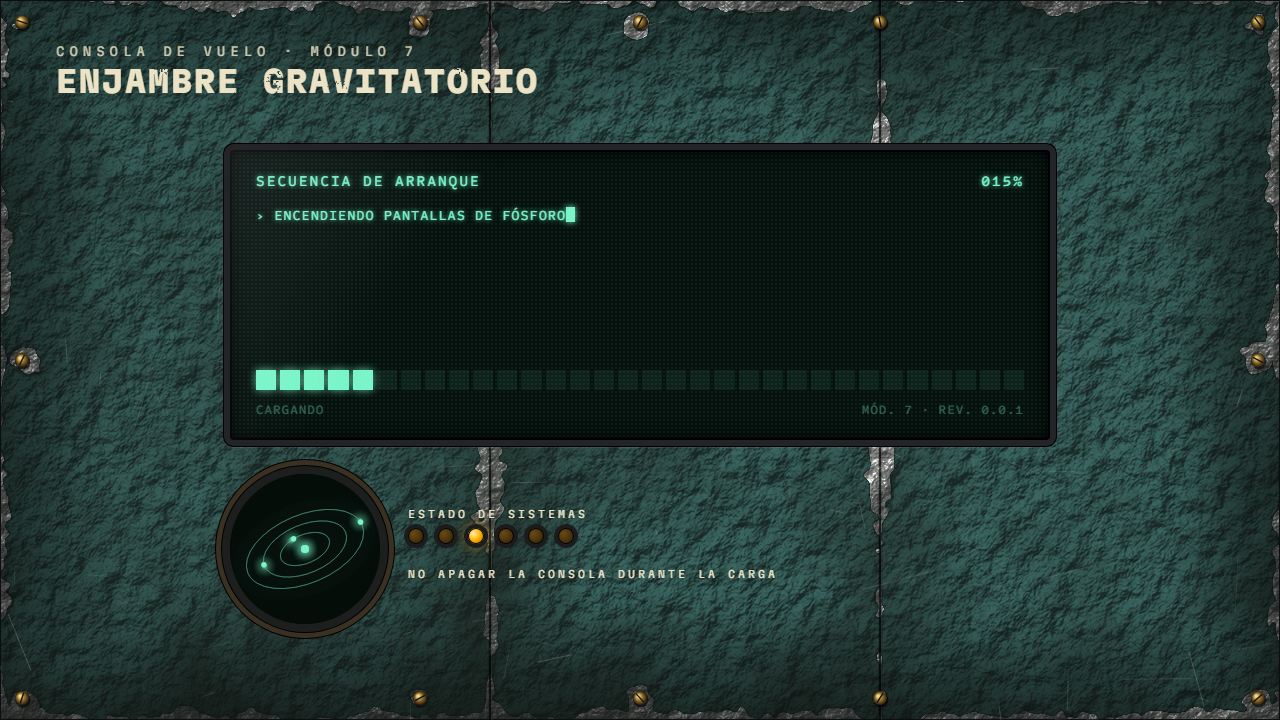 CONSOLA DE VUELO · MÓDULO 7
ENJAMBRE GRAVITATORIO
SECUENCIA DE ARRANQUE
015%
› ENCENDIENDO PANTALLAS DE FÓSFORO
CARGANDO
MÓD. 7 · REV. 0.0.1
ESTADO DE SISTEMAS
NO APAGAR LA CONSOLA DURANTE LA CARGA